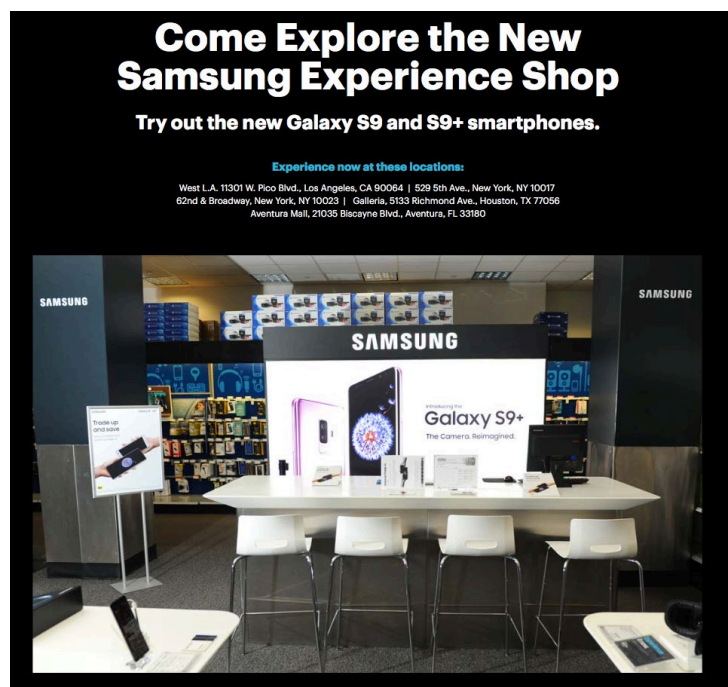 Come Explore the New
Samsung Experience Shop
Try out the new Galaxy S9 and S9+ smartphones.
Experience now at these locations:
West L.A. 11301 W. Pico Blvd., Los Angeles, CA 90064 | 529 5th Ave., New York, NY 10017
62nd & Broadway, New York, NY 10023 | Galleria, 5133 Richmond Ave., Houston, TX 77056
Aventura Mall, 21035 Biscayne Blvd., Aventura, FL 33180
SAMSUNG
SAMSUNG
SAMSUNG
Introducing the
Galaxy S9+
The Camera. Reimagined.
Trade up
and save